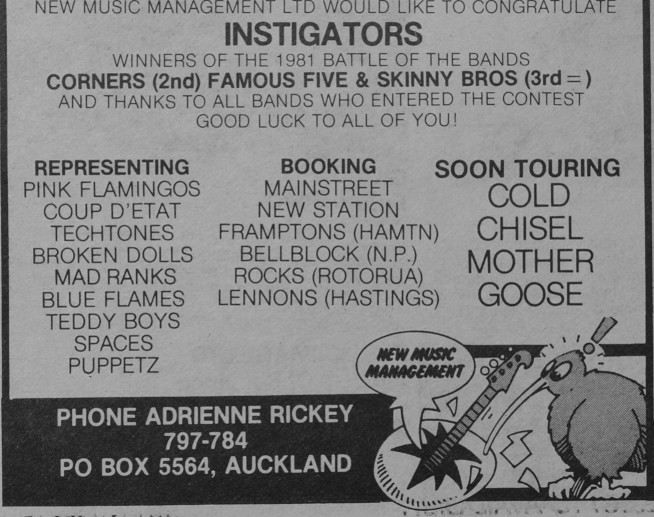 NEW MUSIC MANAGEMENT LTD WOULD LIKE TO CONGRATULATE
INSTIGATORS
WINNERS OF THE 1981 BATTLE OF THE BANDS
CORNERS (2nd) FAMOUS FIVE & SKINNY BROS (3rd=)
AND THANKS TO ALL BANDS WHO ENTERED THE CONTEST
GOOD LUCK TO ALL OF YOU!
REPRESENTING
PINK FLAMINGOS
COUP D'ETAT
TECHTONES
BROKEN DOLLS
MAD RANKS
BLUE FLAMES
TEDDY BOYS
SPACES
PUPPETZ
BOOKING
MAINSTREET
NEW STATION
FRAMPTONS (HAMTN)
BELLBLOCK (N.P.)
ROCKS (ROTORUA)
LENNONS (HASTINGS)
SOON TOURING
COLD
CHISEL
MOTHER
GOOSE
NEW MUSIC
MANAGEMENT
PHONE ADRIENNE RICKEY
797-784
PO BOX 5564, AUCKLAND